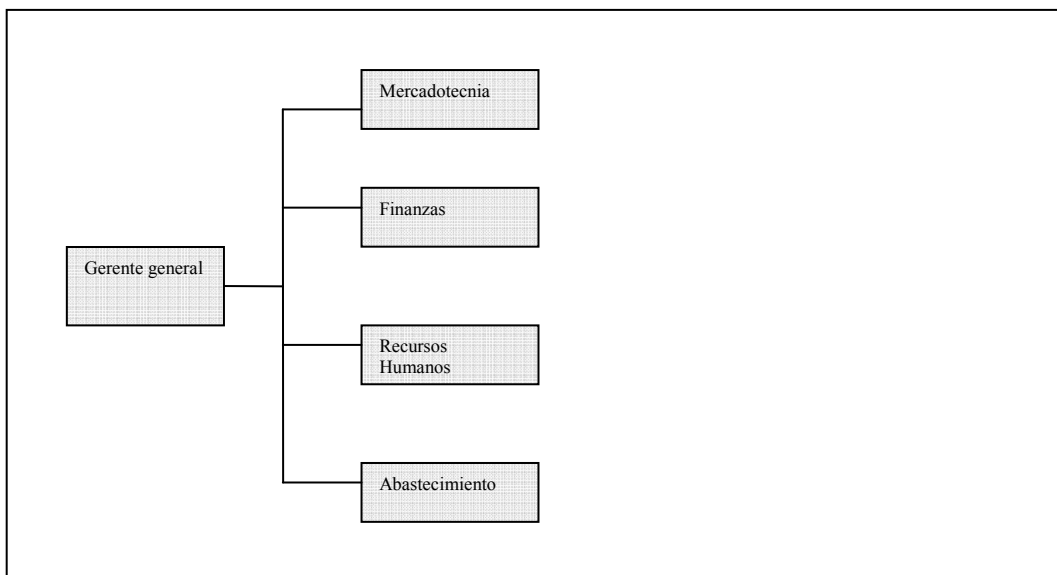 Mercadotecnia
Finanzas
Gerente general
Recursos
Humanos
Abastecimiento